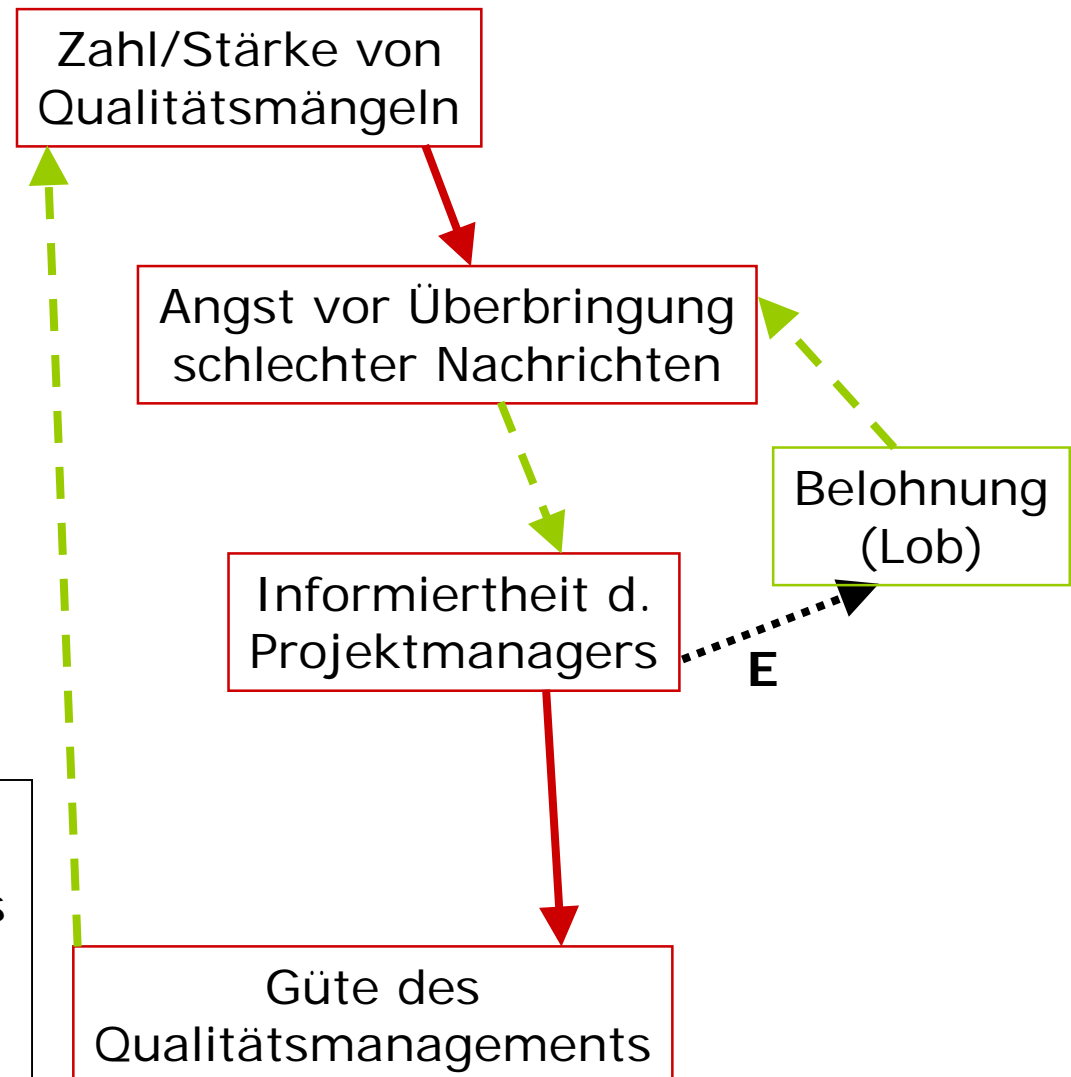 Zahl/Stärke von
Qualitätsmängeln
Angst vor Überbringung
schlechter Nachrichten
Belohnung
(Lob)
Informiertheit d.
Projektmanagers
E
Güte des
Qualitätsmanagements